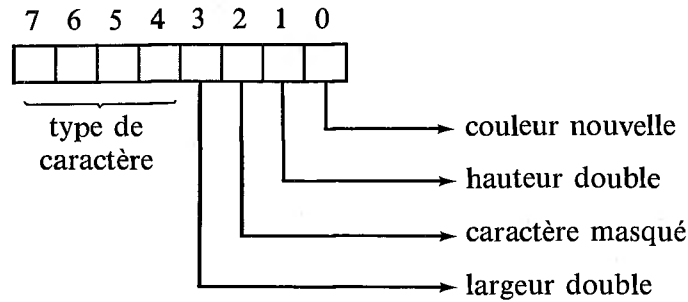 7 6 5 4 3 2 1 0
type de
caractère
couleur nouvelle
hauteur double
caractère masqué
largeur double